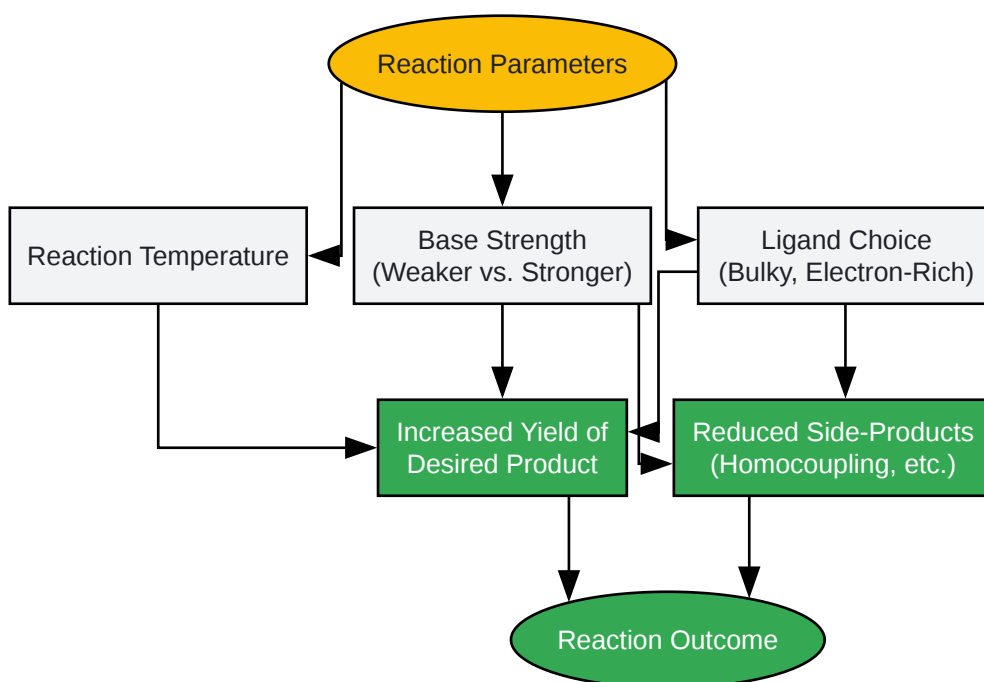 Reaction Parameters
Reaction Temperature
Base Strength
(Weaker vs. Stronger)
Ligand Choice
(Bulky, Electron-Rich)
Increased Yield of
Desired Product
Reduced Side-Products
(Homocoupling, etc.)
Reaction Outcome